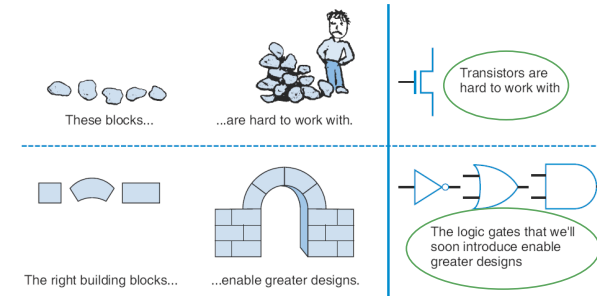 These blocks...
...are hard to work with.
Transistors are
hard to work with
The right building blocks...
...enable greater designs.
The logic gates that we'll
soon introduce enable
greater designs